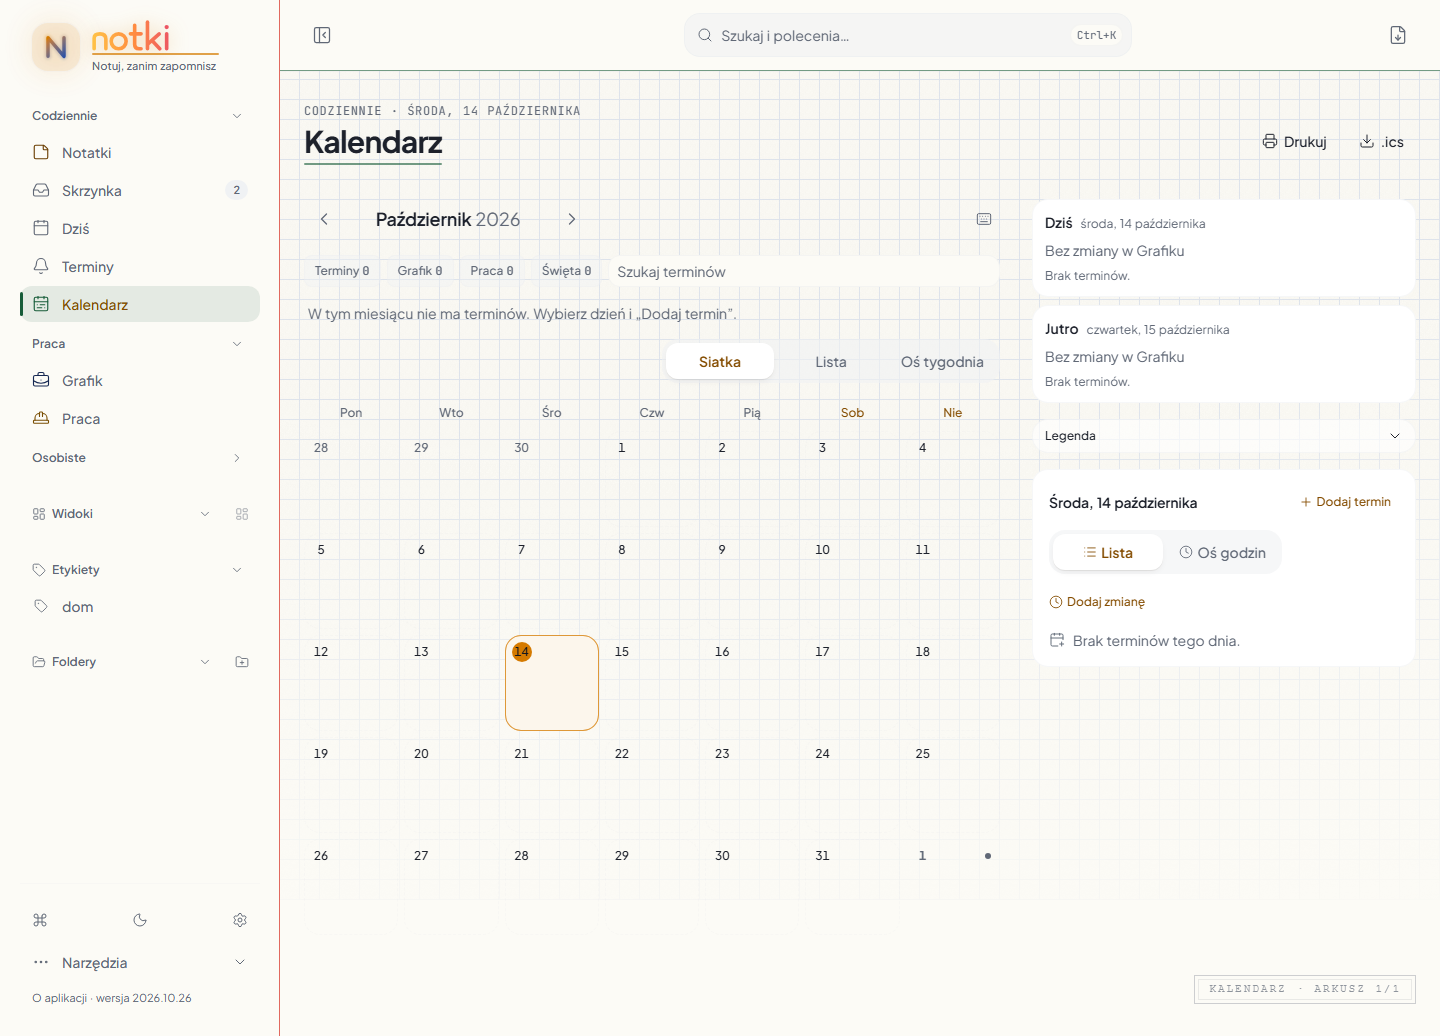 N notki
Notuj, zanim zapomnisz
Codziennie
Notatki
Skrzynka 2
Dziś
Terminy
Kalendarz
Praca
Grafik
Praca
Osobiste
Widoki
Etykiety
dom
Foldery
Narzędzia
O aplikacji · wersja 2026.10.26
Szukaj i polecenia… Ctrl+K
CODZIENNIE · ŚRODA, 14 PAŹDZIERNIKA
Kalendarz
Drukuj .ics
Październik 2026
Terminy 0 Grafik 0 Praca 0 Święta 0 Szukaj terminów
W tym miesiącu nie ma terminów. Wybierz dzień i „Dodaj termin”.
Siatka Lista Oś tygodnia
Pon Wto Śro Czw Pią Sob Nie
28 29 30 1 2 3 4
5 6 7 8 9 10 11
12 13 14 15 16 17 18
19 20 21 22 23 24 25
26 27 28 29 30 31 1
Dziś środa, 14 października
Bez zmiany w Grafiku
Brak terminów.
Jutro czwartek, 15 października
Bez zmiany w Grafiku
Brak terminów.
Legenda
Środa, 14 października Dodaj termin
Lista Oś godzin
Dodaj zmianę
Brak terminów tego dnia.
KALENDARZ · ARKUSZ 1/1